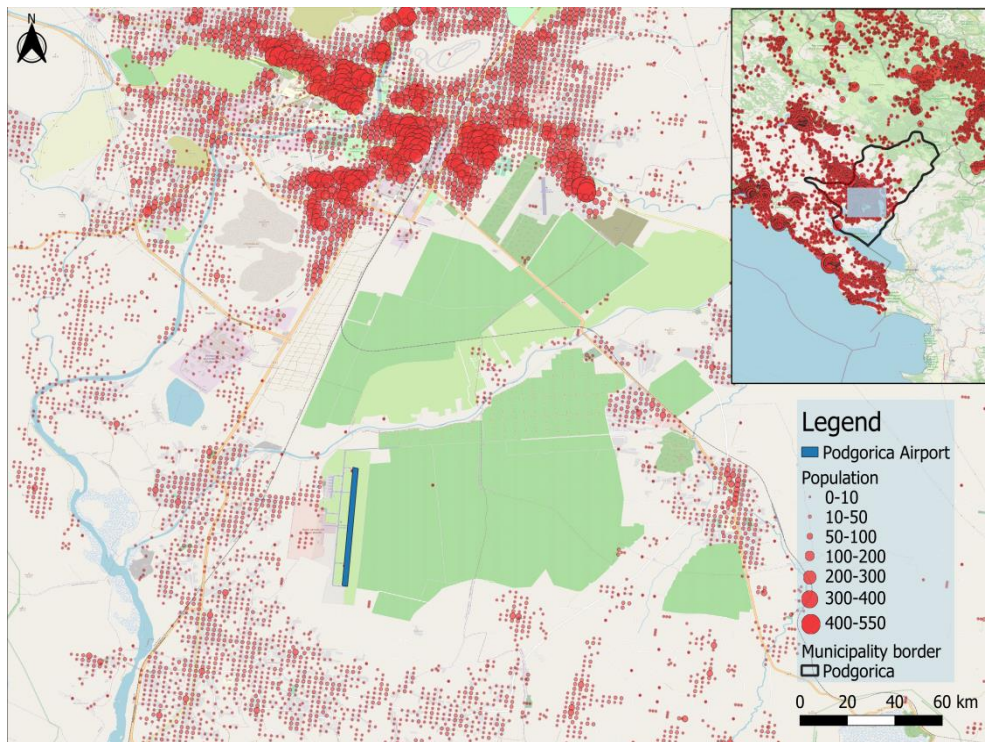 N
Legend
Podgorica Airport
Population
0-10
10-50
50-100
100-200
200-300
300-400
400-550
Municipality border
Podgorica
0 20 40 60 km